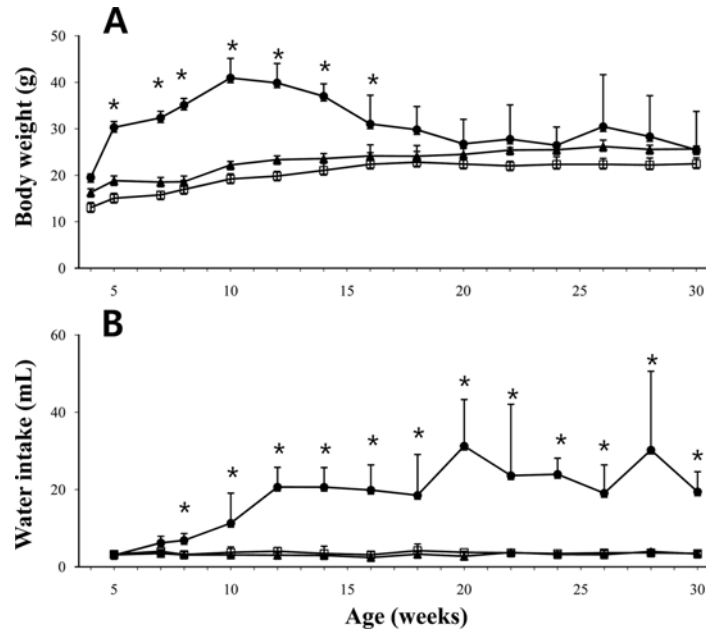 A
Body weight (g)
50
40
30
20
10
0
* * * * * * * *
5 10 15 20 25 30
B
Water intake (mL)
60
40
20
0
* * * * * * * * * * * *
5 10 15 20 25 30
Age (weeks)